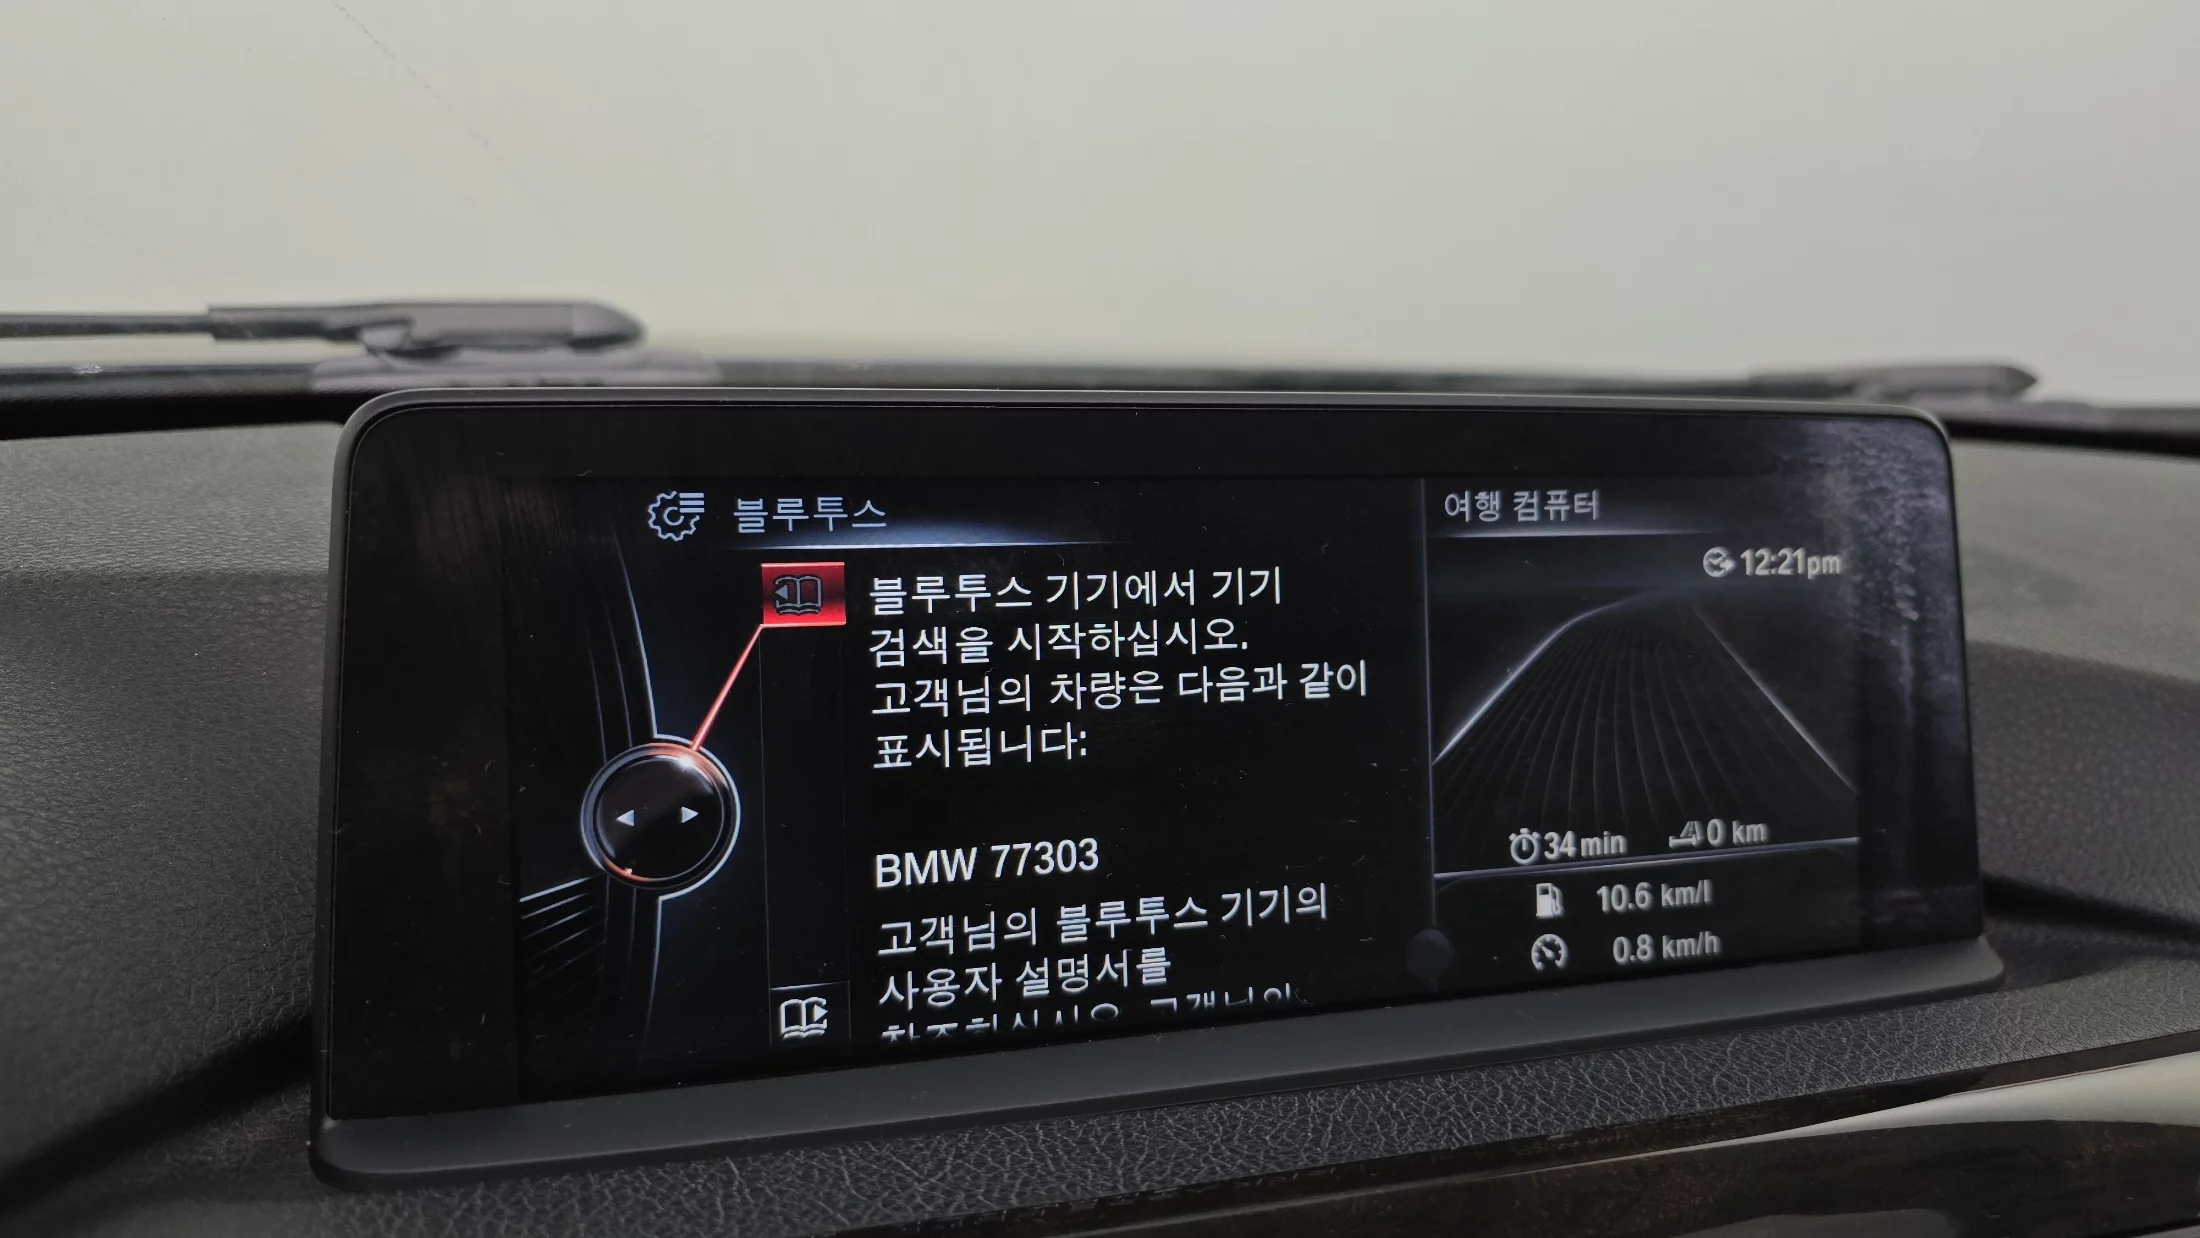 블루투스
블루투스 기기에서 기기
검색을 시작하십시오.
고객님의 차량은 다음과 같이
표시됩니다:
BMW 77303
고객님의 블루투스 기기의
사용자 설명서를
여행 컴퓨터
12:21pm
34 min 0 km
10.6 km/l
0.8 km/h